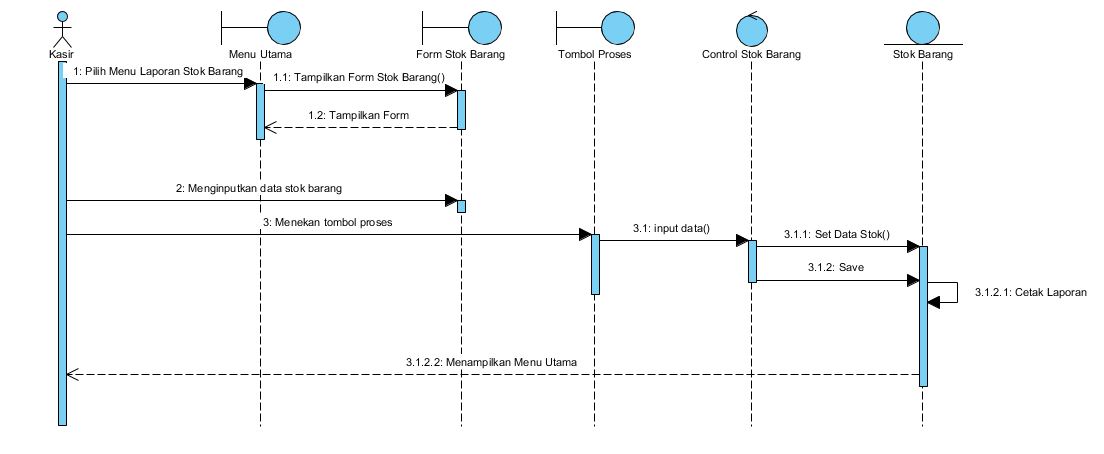 Kasir
Menu Utama
Form Stok Barang
Tombol Proses
Control Stok Barang
Stok Barang
1: Pilih Menu Laporan Stok Barang
1.1: Tampilkan Form Stok Barang()
1.2: Tampilkan Form
2: Menginputkan data stok barang
3: Menekan tombol proses
3.1: input data()
3.1.1: Set Data Stok()
3.1.2: Save
3.1.2.1: Cetak Laporan
3.1.2.2: Menampilkan Menu Utama